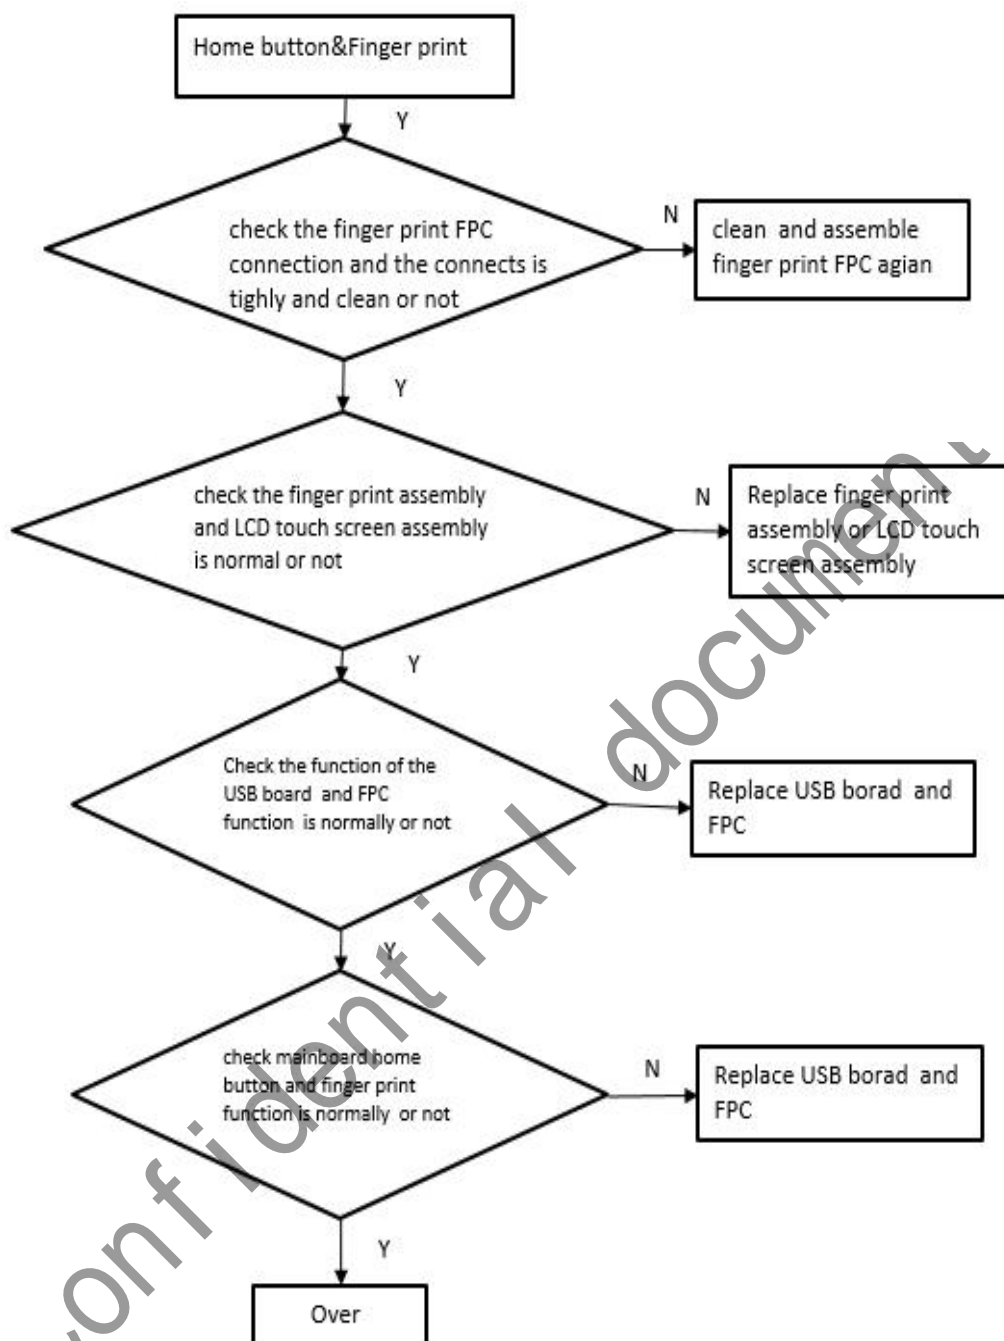 Home button&Finger print
Y
check the finger print FPC
connection and the connects is
tighly and clean or not
N
clean and assemble
finger print FPC agian
Y
check the finger print assembly
and LCD touch screen assembly
is normal or not
N
Replace finger print
assembly or LCD touch
screen assembly
Y
Check the function of the
USB board and FPC
function is normally or not
N
Replace USB borad and
FPC
Y
check mainboard home
button and finger print
function is normally or not
N
Replace USB borad and
FPC
Y
Over
confidential document